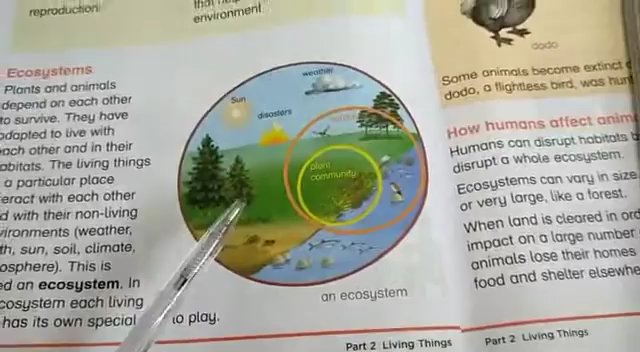 reproduction
environment
Ecosystems
Plants and animals
depend on each other
to survive. They have
adapted to live with
each other and in their
abitats. The living things
a particular place
eract with each other
d with their non-living
vironments (weather,
th, sun, soil, climate,
osphere). This is
ed an ecosystem. In
cosystem each living
has its own special
to play.
weather
Sun
disasters
plant
community
an ecosystem
Part 2 Living Things
dodo
Some animals become extinct
dodo, a flightless bird, was hun
How humans affect anim
Humans can disrupt habitats
disrupt a whole ecosystem.
Ecosystems can vary in size
or very large, like a forest.
When land is cleared in or
impact on a large number
animals lose their homes
food and shelter elsewhe
Part 2 Living Things